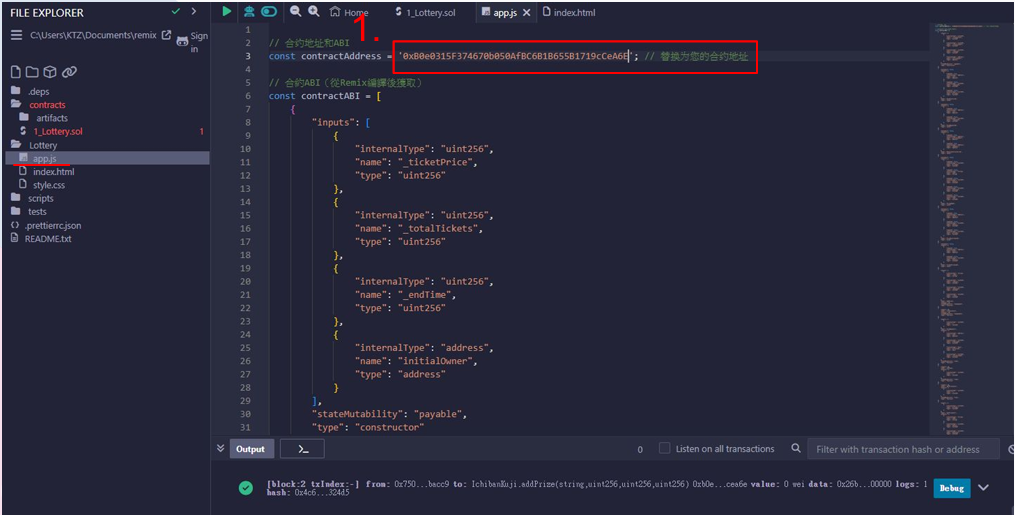 FILE EXPLORER
C:\Users\KTZ\Documents\remix
Sign in
.deps
contracts
artifacts
1_Lottery.sol 1
Lottery
app.js
index.html
style.css
scripts
tests
.prettierrc.json
README.txt
Home
1_Lottery.sol
app.js
index.html
1.
1
2 // 合约地址和ABI
3 const contractAddress = '0xB0e0315F374670b050AfBC6B1B655B1719cCeA6E'; // 替换为您的合约地址
4
5 // 合约ABI（從Remix編譯後獲取）
6 const contractABI = [
7 {
8 "inputs": [
9 {
10 "internalType": "uint256",
11 "name": "_ticketPrice",
12 "type": "uint256"
13 },
14 {
15 "internalType": "uint256",
16 "name": "_totalTickets",
17 "type": "uint256"
18 },
19 {
20 "internalType": "uint256",
21 "name": "_endTime",
22 "type": "uint256"
23 },
24 {
25 "internalType": "address",
26 "name": "initialOwner",
27 "type": "address"
28 }
29 ],
30 "stateMutability": "payable",
31 "type": "constructor"
Output >_ 0 Listen on all transactions Filter with transaction hash or address
[block:2 txIndex:-] from: 0x750...bacc9 to: IchibanKuji.addPrize(string,uint256,uint256,uint256) 0xb0e...cea6e value: 0 wei data: 0x26b...00000 logs: 1
hash: 0x4c6...324d5
Debug